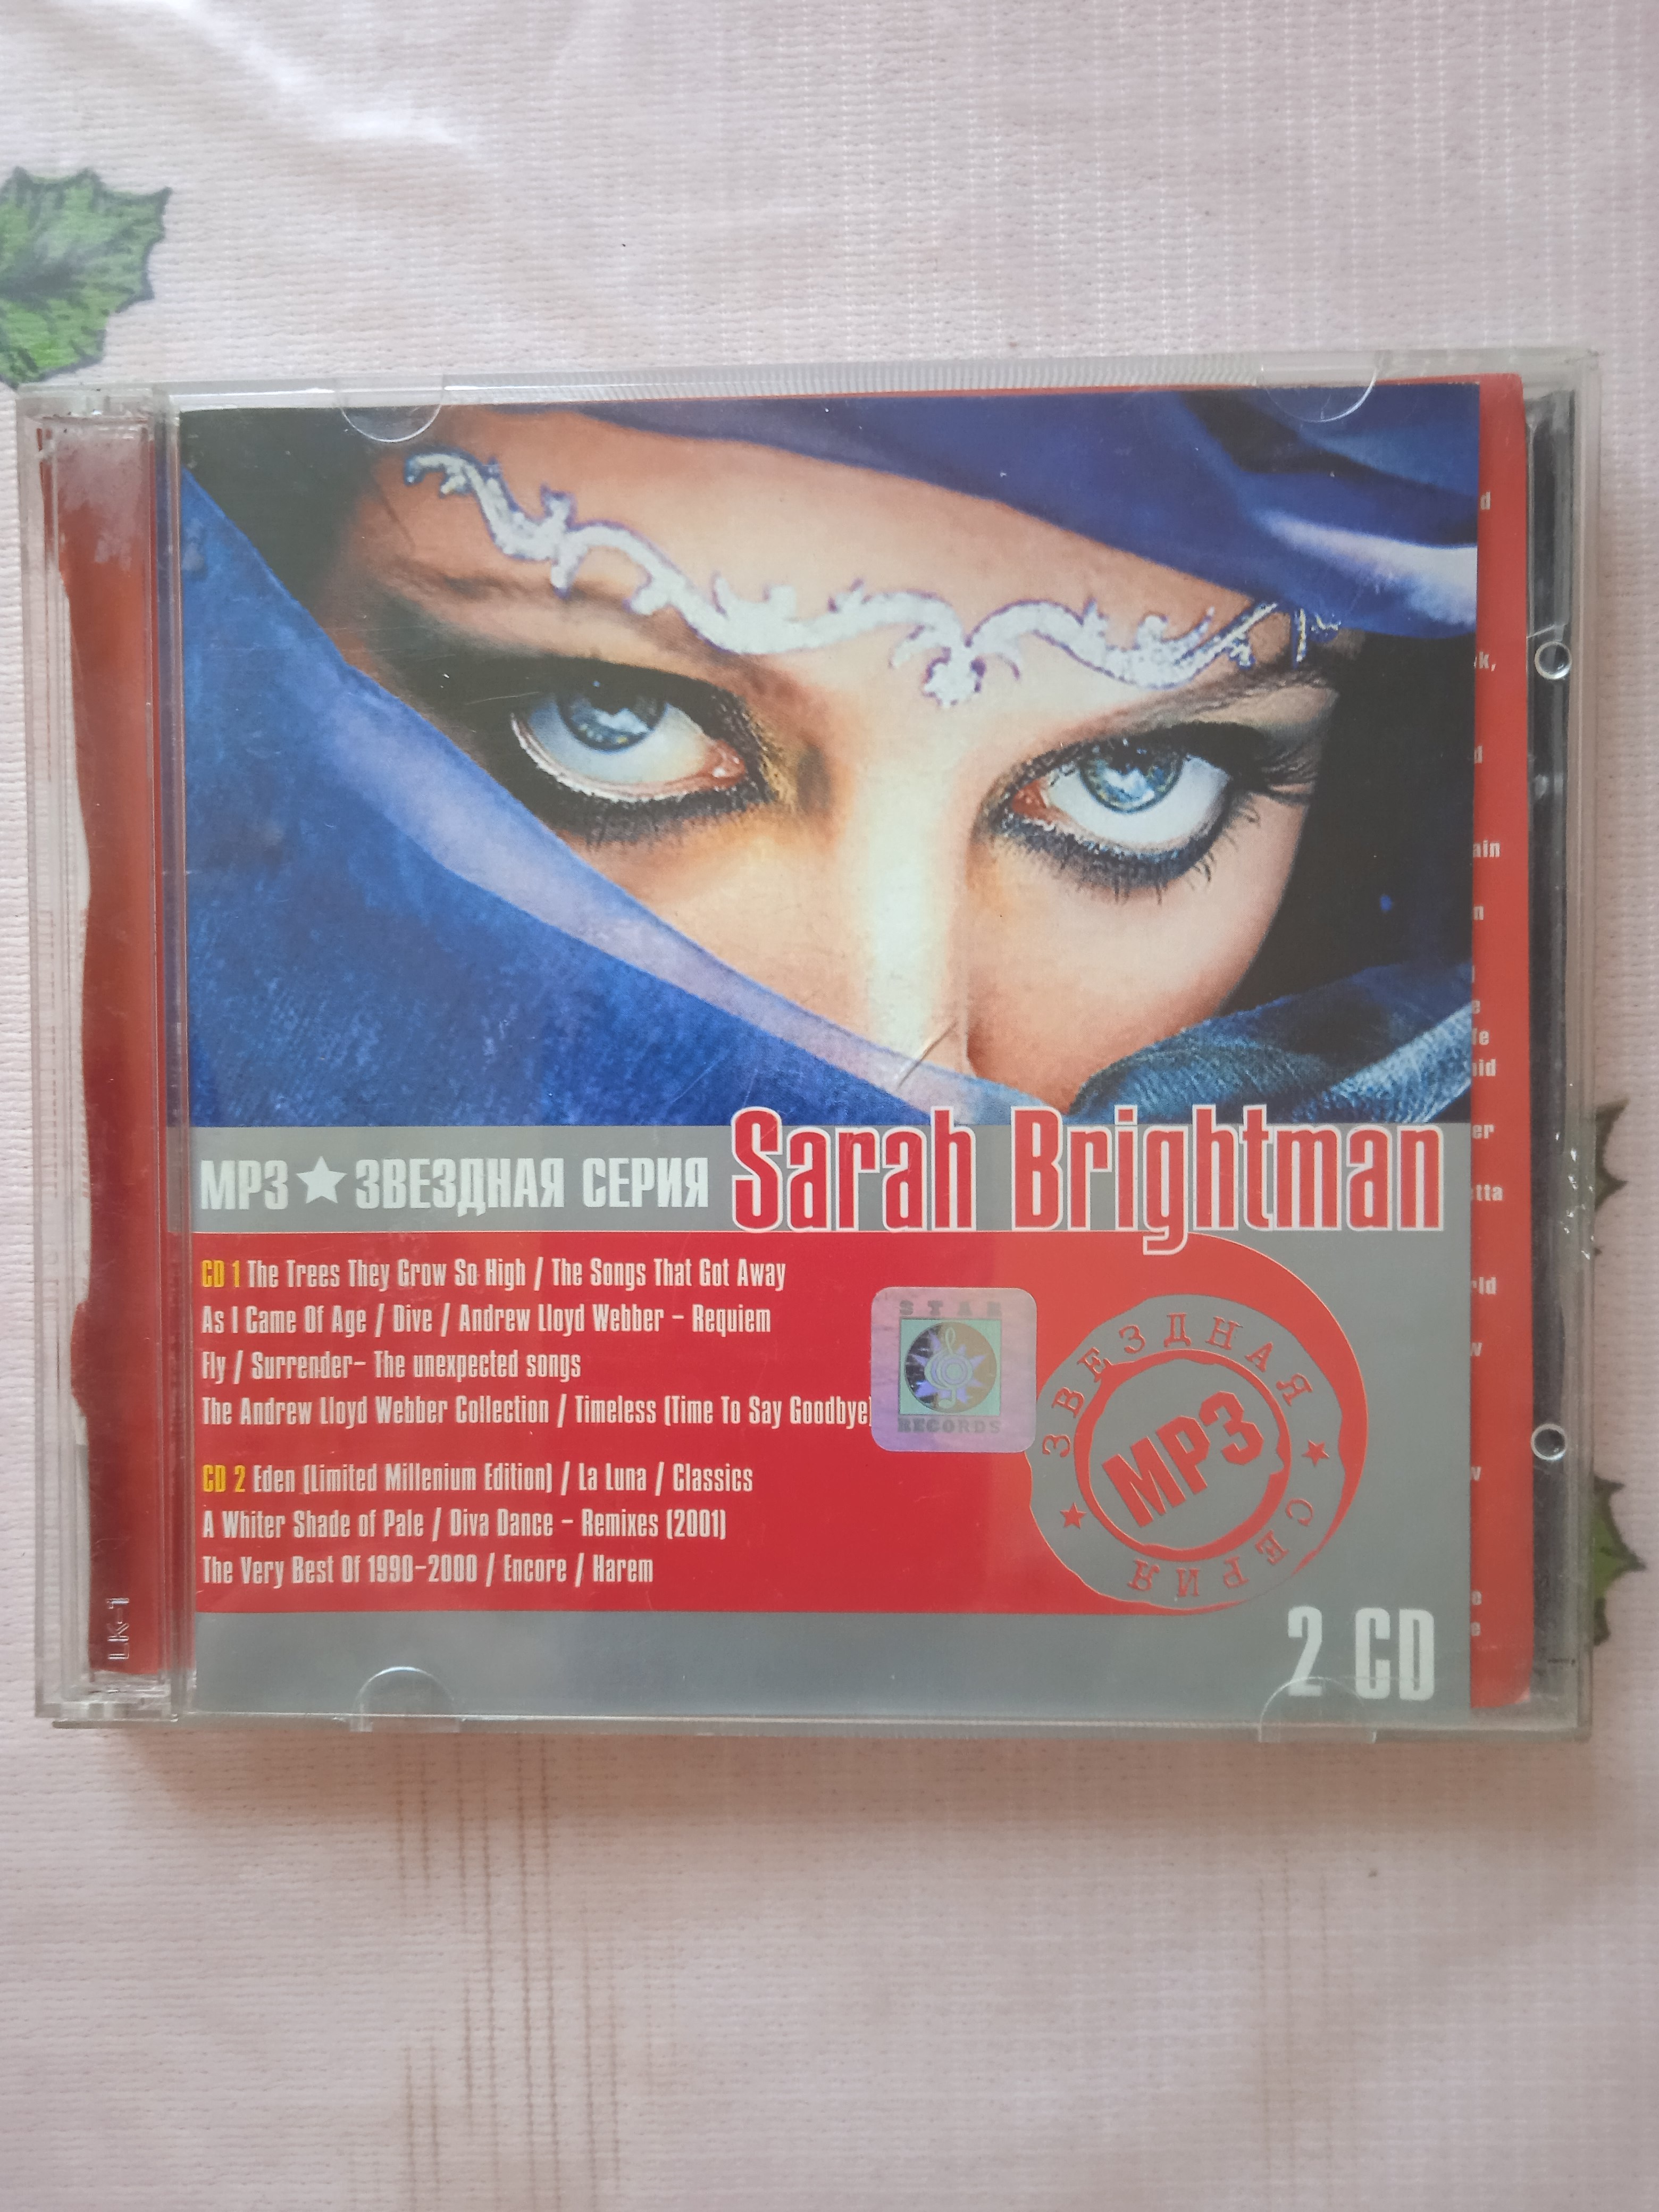 MP3 ★ ЗВЕЗДНАЯ СЕРИЯ
Sarah Brightman
CD 1 The Trees They Grow So High / The Songs That Got Away
As I Came Of Age / Dive / Andrew Lloyd Webber – Requiem
Fly / Surrender– The unexpected songs
The Andrew Lloyd Webber Collection / Timeless (Time To Say Goodbye)
CD 2 Eden (Limited Millenium Edition) / La Luna / Classics
A Whiter Shade of Pale / Diva Dance – Remixes (2001)
The Very Best Of 1990–2000 / Encore / Harem
STAR
RECORDS
ЗВЕЗДНАЯ ★ СЕРИЯ ★
MP3
2 CD
LK-1